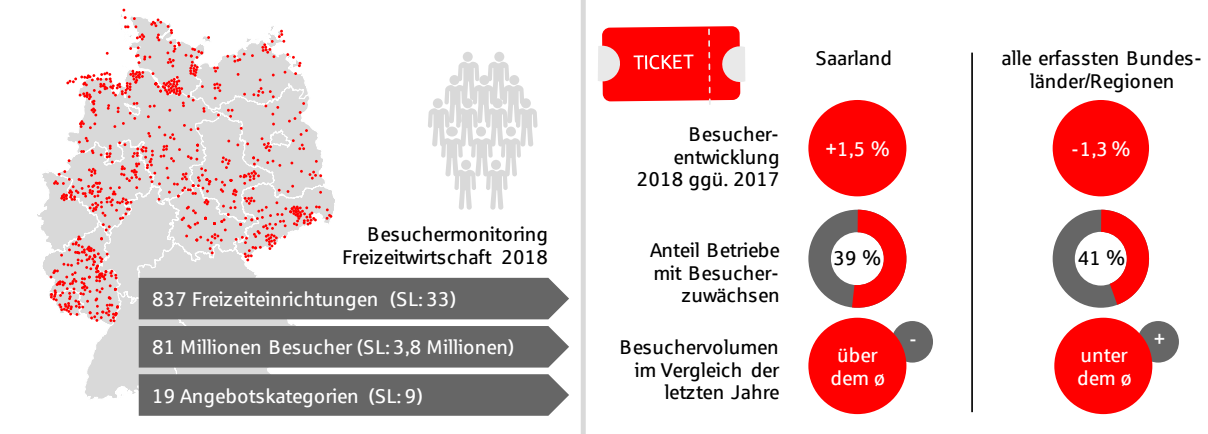 Besuchermonitoring
Freizeitwirtschaft 2018
837 Freizeiteinrichtungen (SL: 33)
81 Millionen Besucher (SL: 3,8 Millionen)
19 Angebotskategorien (SL: 9)
TICKET
Saarland
alle erfassten Bundes-
länder/Regionen
Besucher-
entwicklung
2018 ggü. 2017
+1,5 %
-1,3 %
Anteil Betriebe
mit Besucher-
zuwächsen
39 %
41 %
Besuchervolumen
im Vergleich der
letzten Jahre
über
dem ø
-
unter
dem ø
+